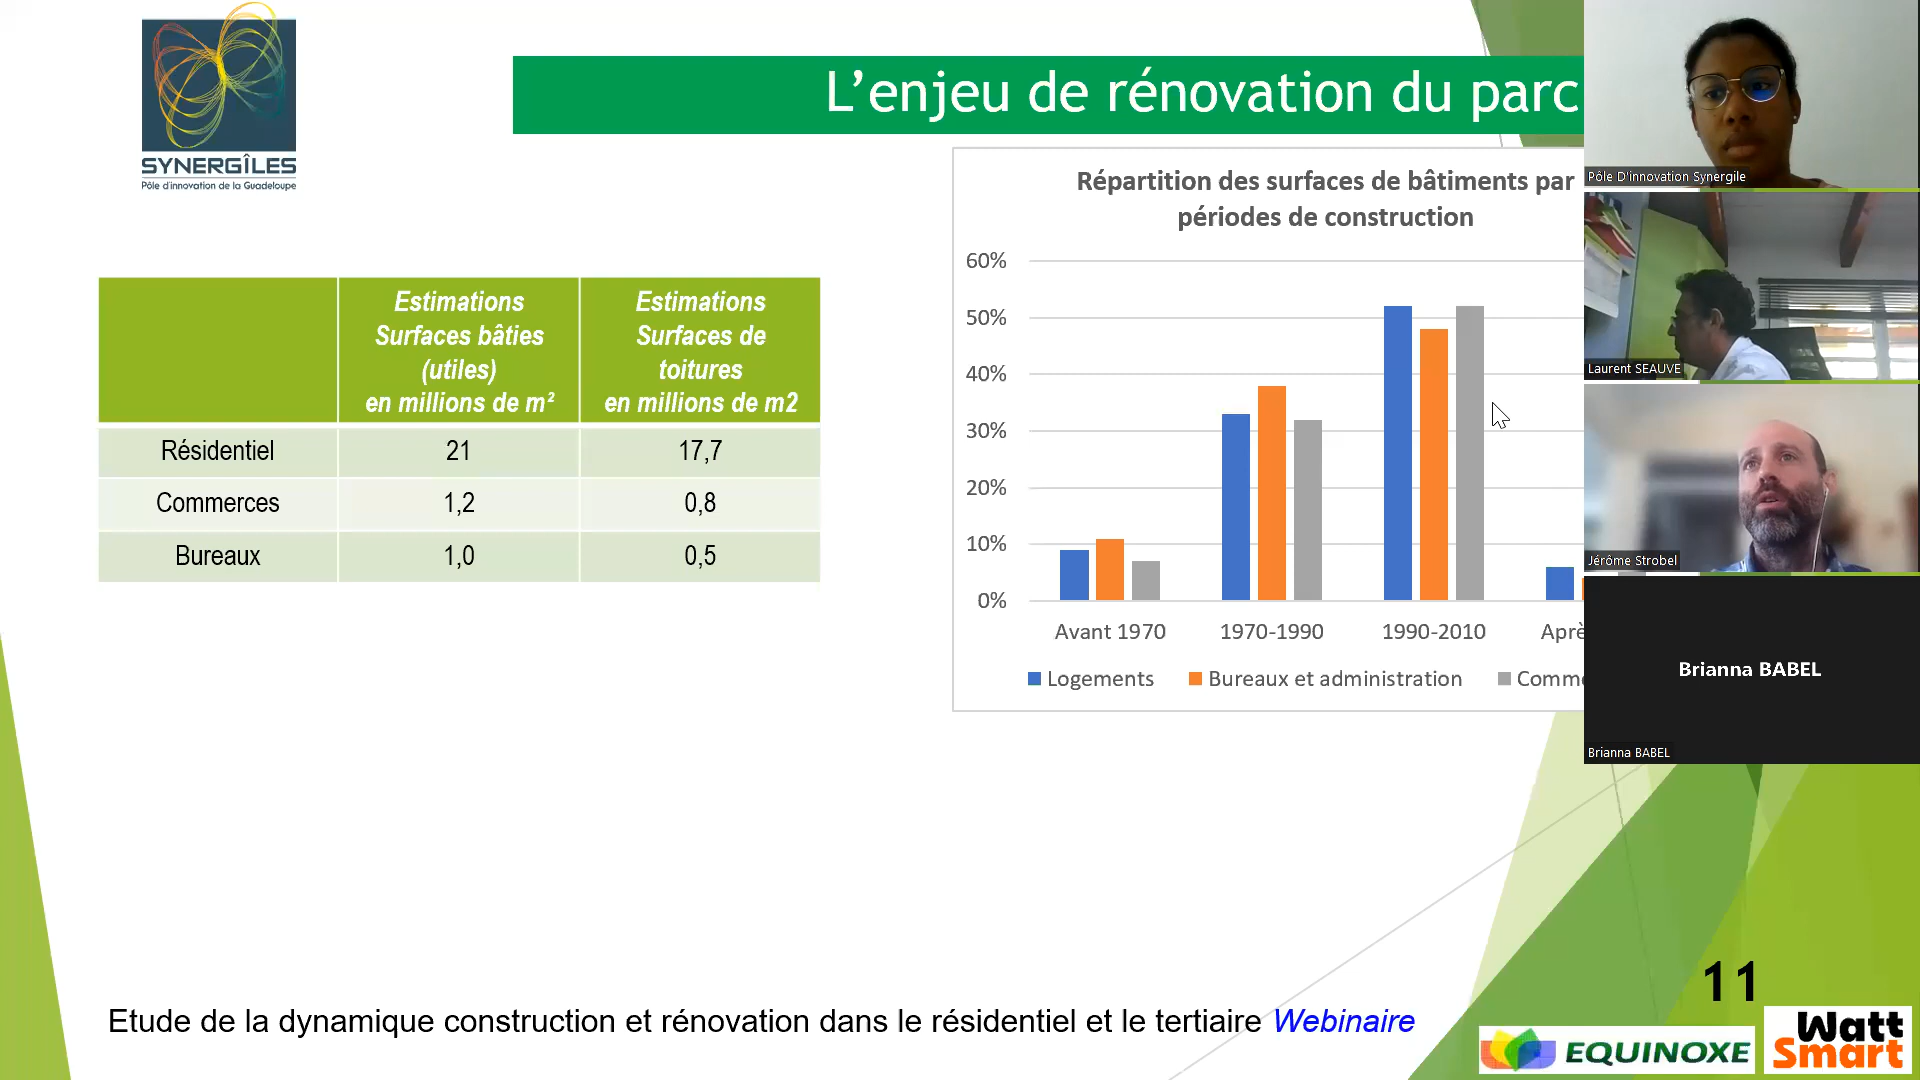 SYNERGÎLES
Pôle d'innovation de la Guadeloupe
L'enjeu de rénovation du parc
Estimations
Surfaces bâties
(utiles)
en millions de m²
Estimations
Surfaces de
toitures
en millions de m2
Résidentiel 21 17,7
Commerces 1,2 0,8
Bureaux 1,0 0,5
Répartition des surfaces de bâtiments par
périodes de construction
60%
50%
40%
30%
20%
10%
0%
Avant 1970 1970-1990 1990-2010
Logements Bureaux et administration
Pôle D'innovation Synergile
Laurent SEAUVE
Jérôme Strobel
Brianna BABEL
Brianna BABEL
11
Etude de la dynamique construction et rénovation dans le résidentiel et le tertiaire Webinaire
EQUINOXE
Watt
Smart